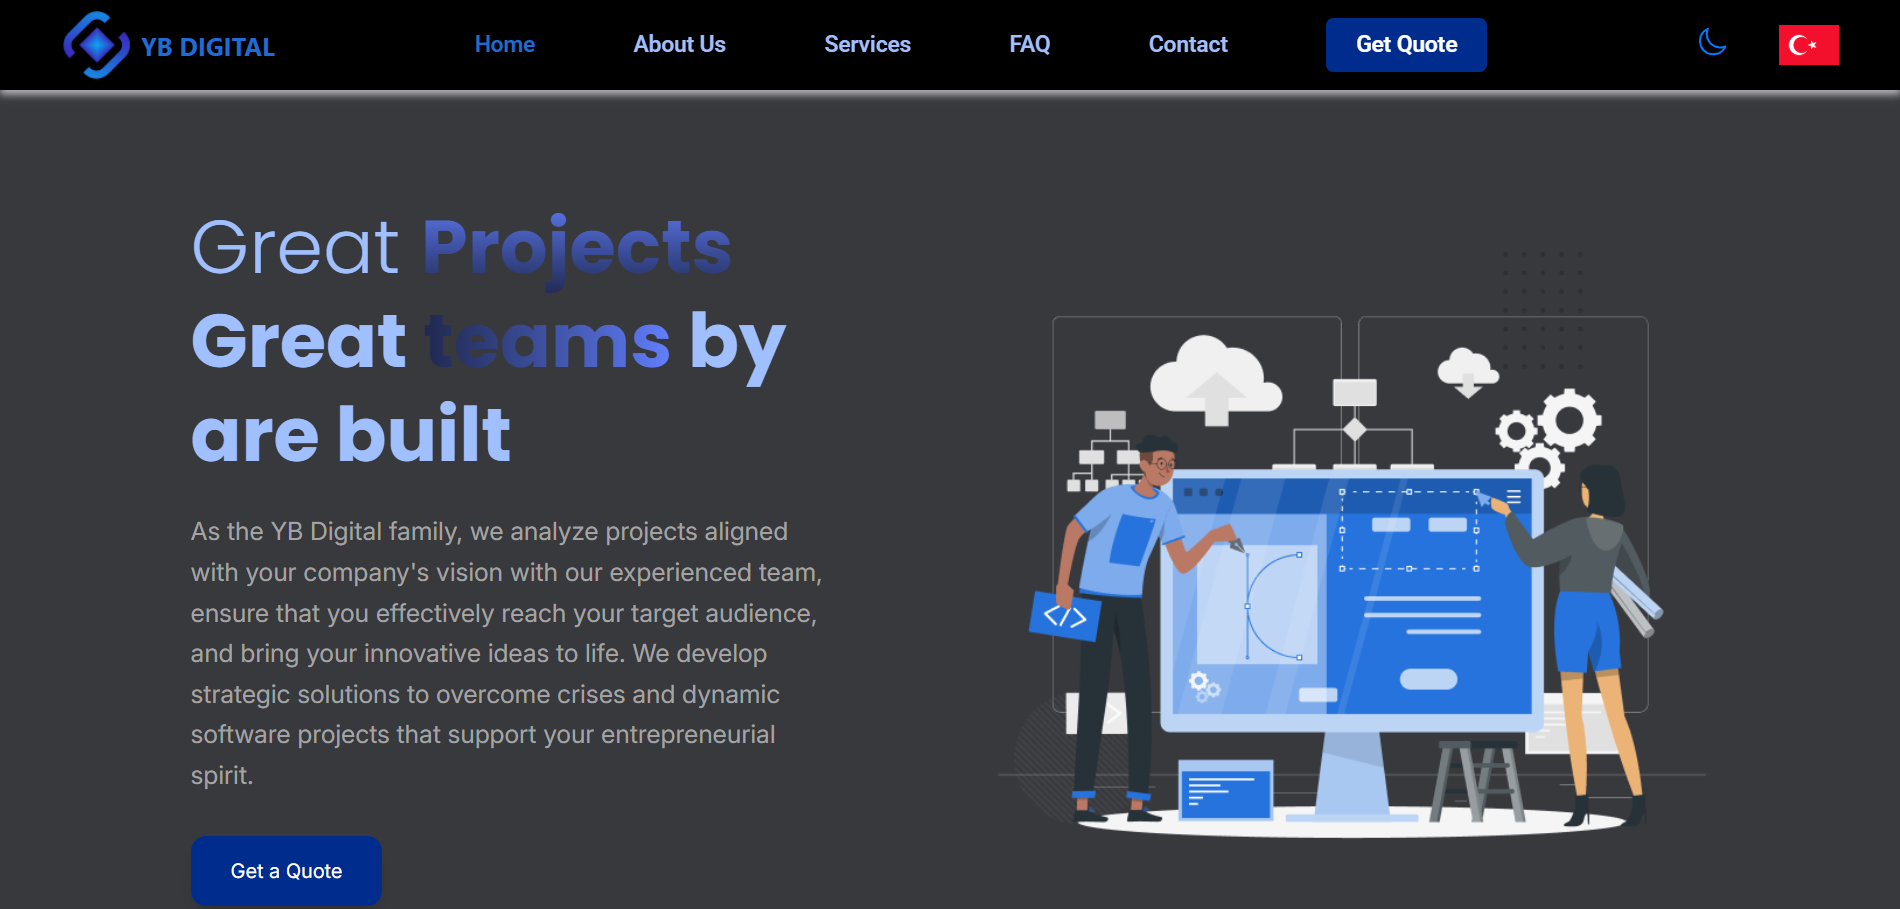 YB DIGITAL
Home
About Us
Services
FAQ
Contact
Get Quote
Great Projects
Great teams by
are built
As the YB Digital family, we analyze projects aligned
with your company's vision with our experienced team,
ensure that you effectively reach your target audience,
and bring your innovative ideas to life. We develop
strategic solutions to overcome crises and dynamic
software projects that support your entrepreneurial
spirit.
Get a Quote
</>